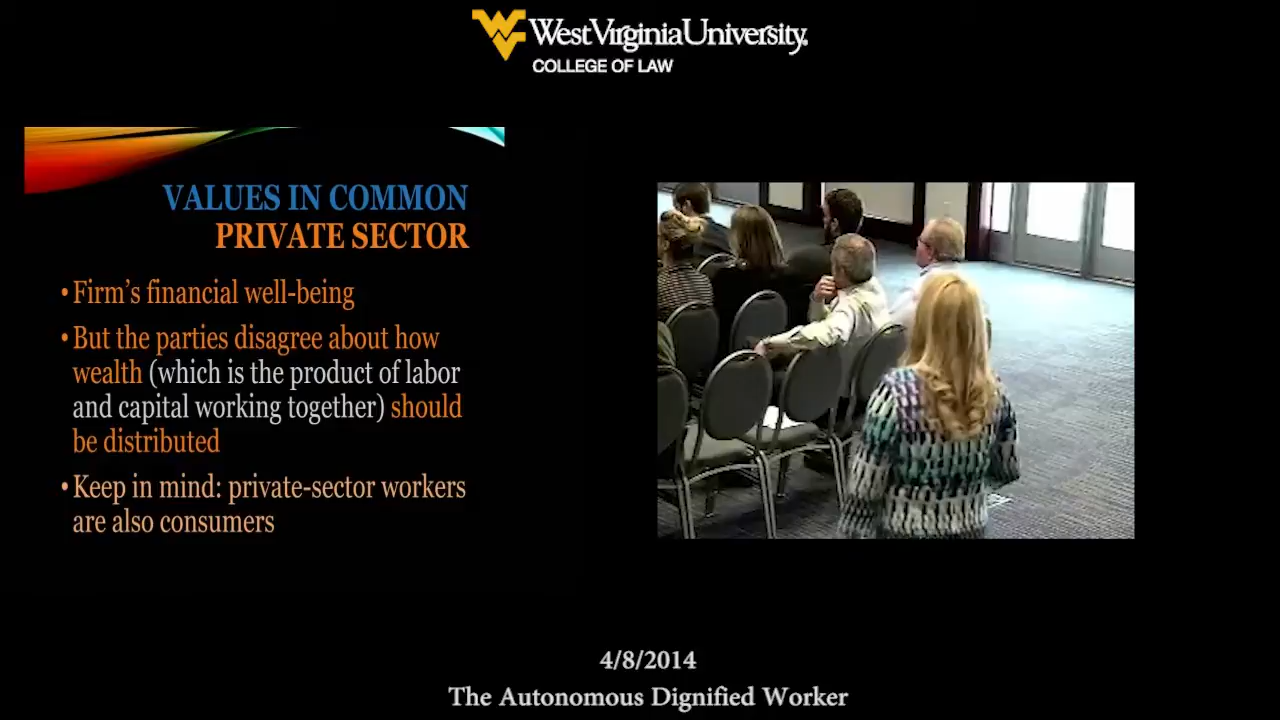 WestVirginiaUniversity.
COLLEGE OF LAW
VALUES IN COMMON
PRIVATE SECTOR
•Firm's financial well-being
•But the parties disagree about how
wealth (which is the product of labor
and capital working together) should
be distributed
•Keep in mind: private-sector workers
are also consumers
4/8/2014
The Autonomous Dignified Worker